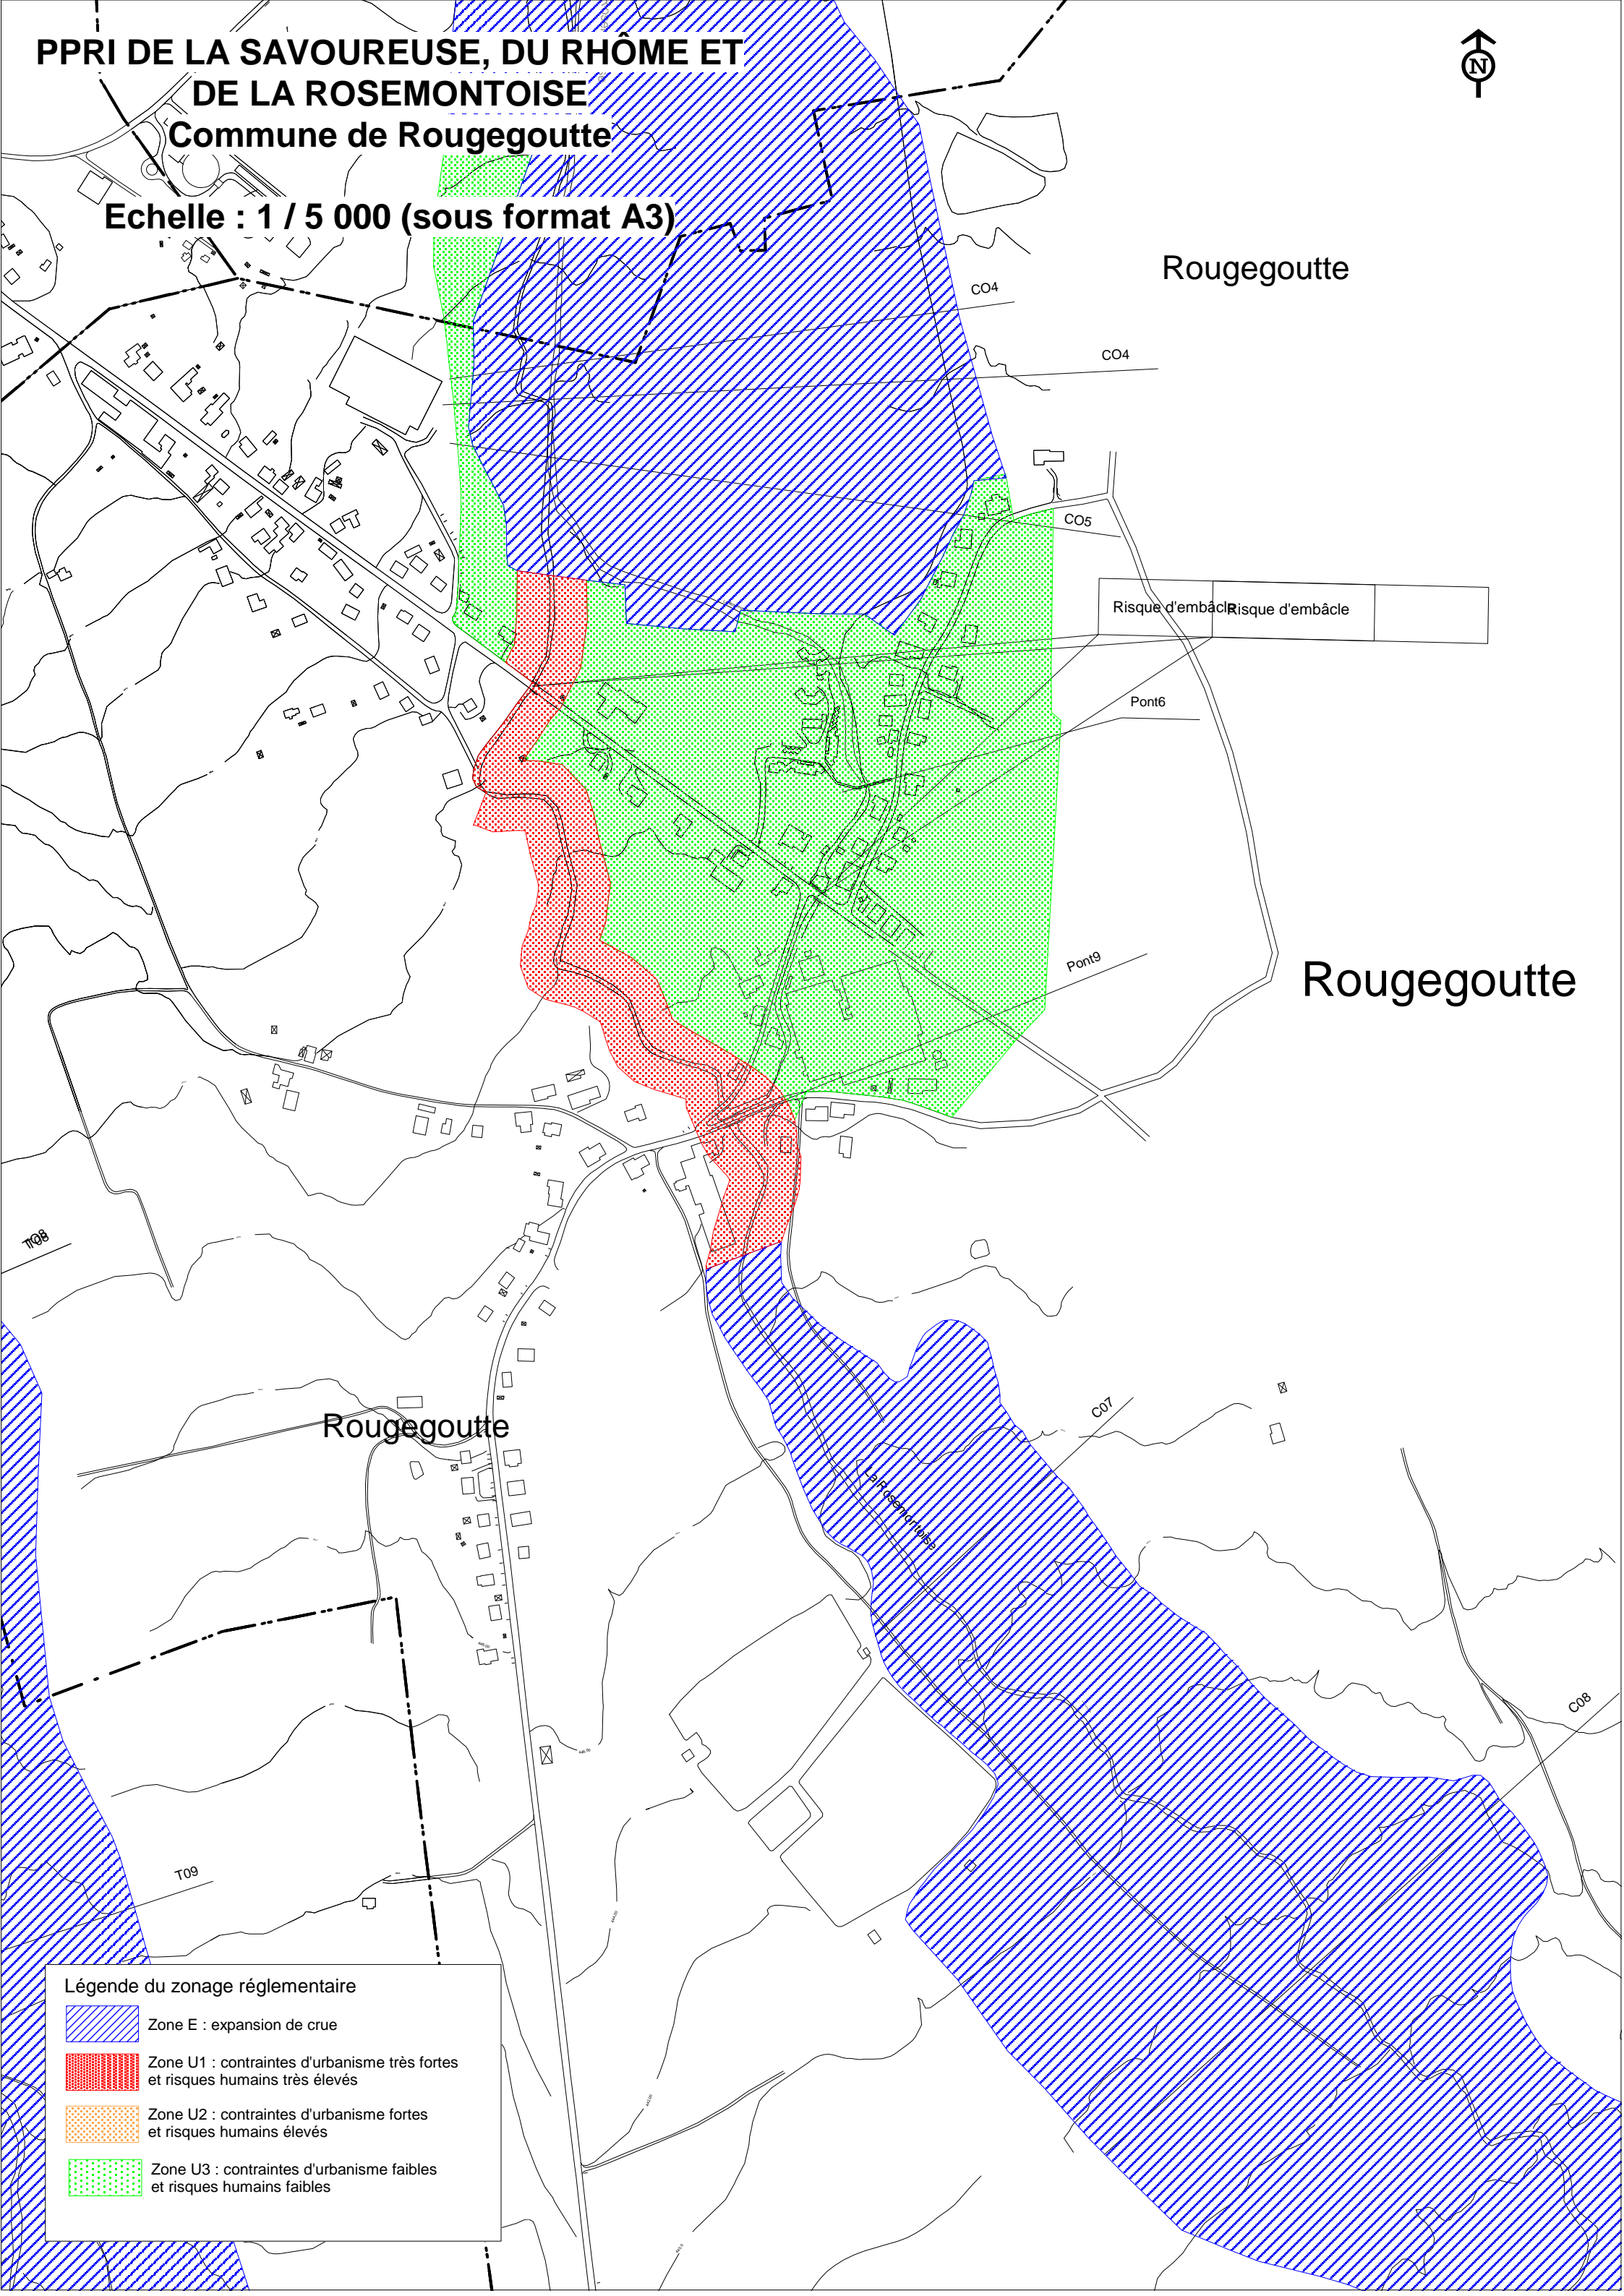 PPRI DE LA SAVOUREUSE, DU RHÔME ET
DE LA ROSEMONTOISE
Commune de Rougegoutte
Echelle : 1 / 5 000 (sous format A3)
N
Rougegoutte
CO4
CO4
CO5
Risque d'embâcle
Risque d'embâcle
Pont6
Pont9
Rougegoutte
T08
Rougegoutte
C07
La Rosemontoise
C08
T09
Légende du zonage réglementaire
Zone E : expansion de crue
Zone U1 : contraintes d'urbanisme très fortes
et risques humains très élevés
Zone U2 : contraintes d'urbanisme fortes
et risques humains élevés
Zone U3 : contraintes d'urbanisme faibles
et risques humains faibles